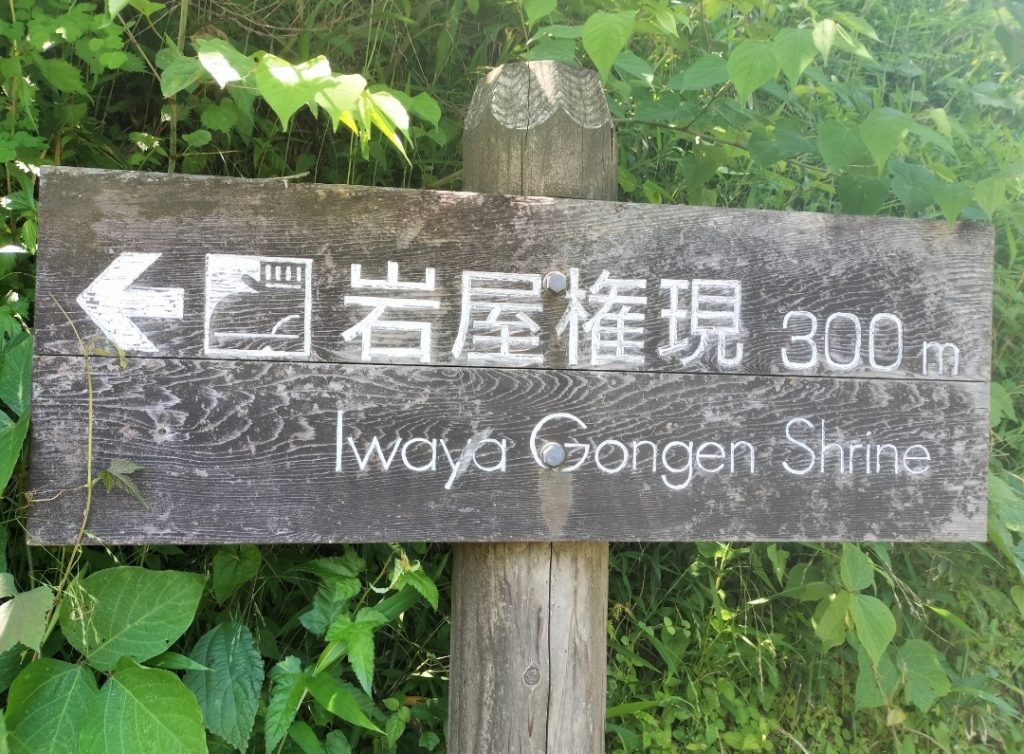 岩屋権現 300m
Iwaya Gongen Shrine